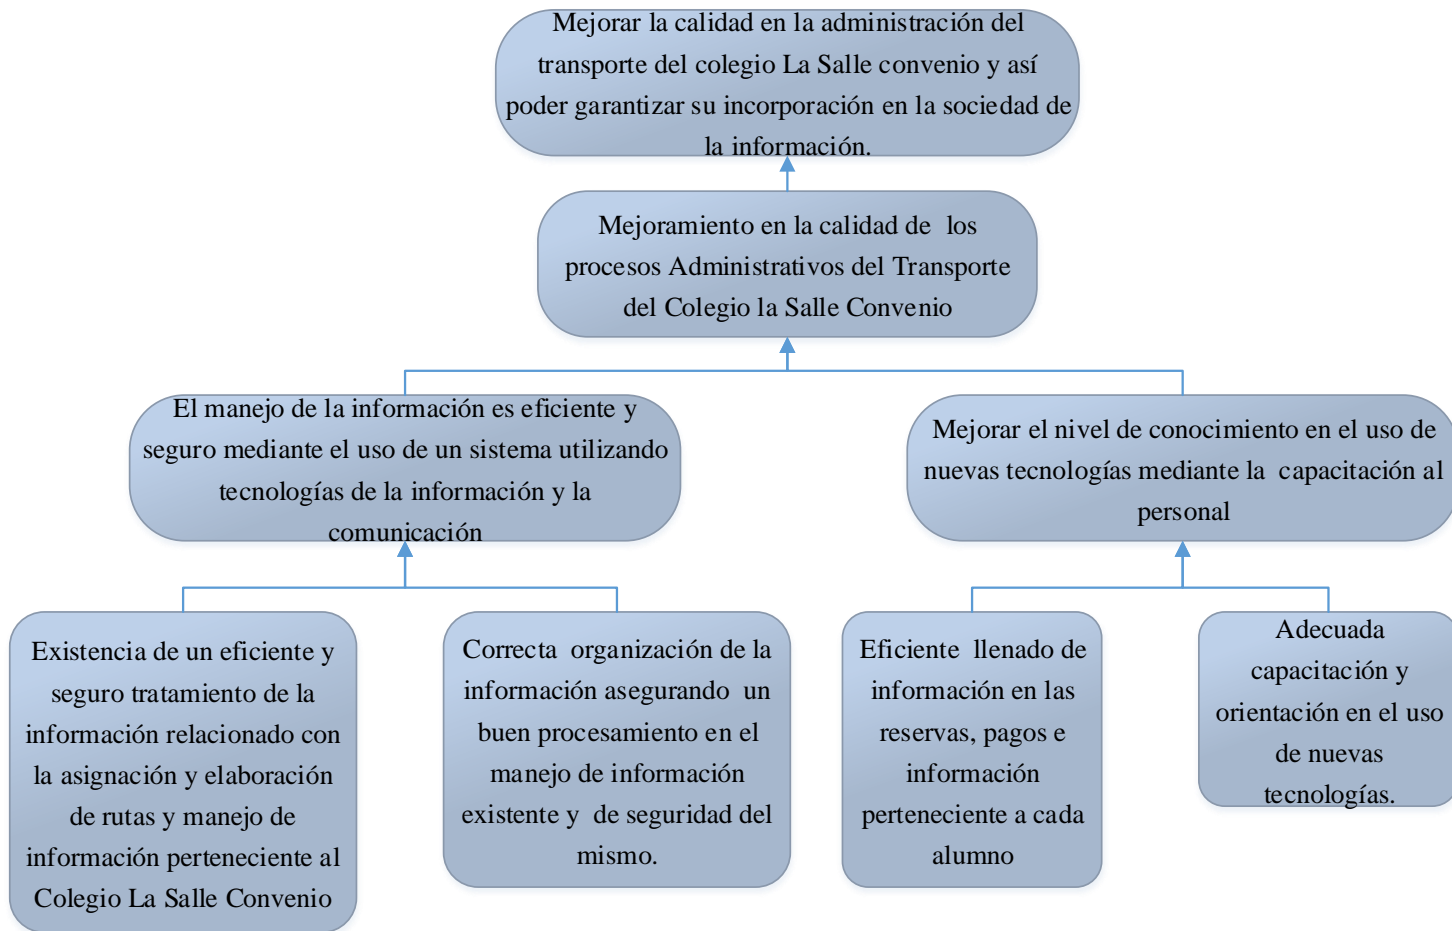 Mejorar la calidad en la administración del
transporte del colegio La Salle convenio y así
poder garantizar su incorporación en la sociedad de
la información.
Mejoramiento en la calidad de  los
procesos Administrativos del Transporte
del Colegio la Salle Convenio
El manejo de la información es eficiente y
seguro mediante el uso de un sistema utilizando
tecnologías de la información y la
comunicación
Mejorar el nivel de conocimiento en el uso de
nuevas tecnologías mediante la  capacitación al
personal
Existencia de un eficiente y
seguro tratamiento de la
información relacionado con
la asignación y elaboración
de rutas y manejo de
información perteneciente al
Colegio La Salle Convenio
Correcta  organización de la
información asegurando  un
buen procesamiento en el
manejo de información
existente y  de seguridad del
mismo.
Eficiente  llenado de
información en las
reservas, pagos e
información
perteneciente a cada
alumno
Adecuada
capacitación y
orientación en el uso
de nuevas
tecnologías.